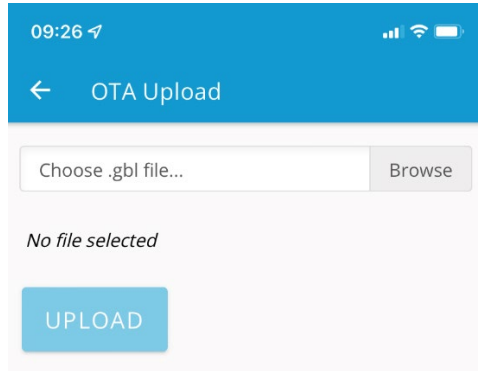 09:26
OTA Upload
Choose .gbl file... Browse
No file selected
UPLOAD